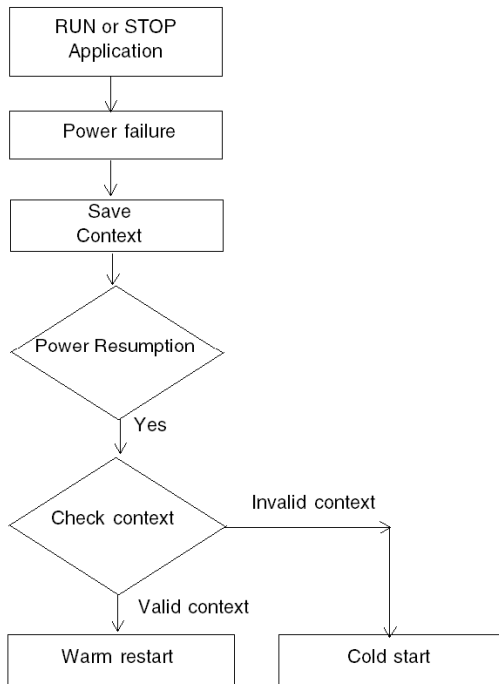 RUN or STOP
Application
Power failure
Save
Context
Power Resumption
Yes
Check context
Invalid context
Valid context
Warm restart
Cold start